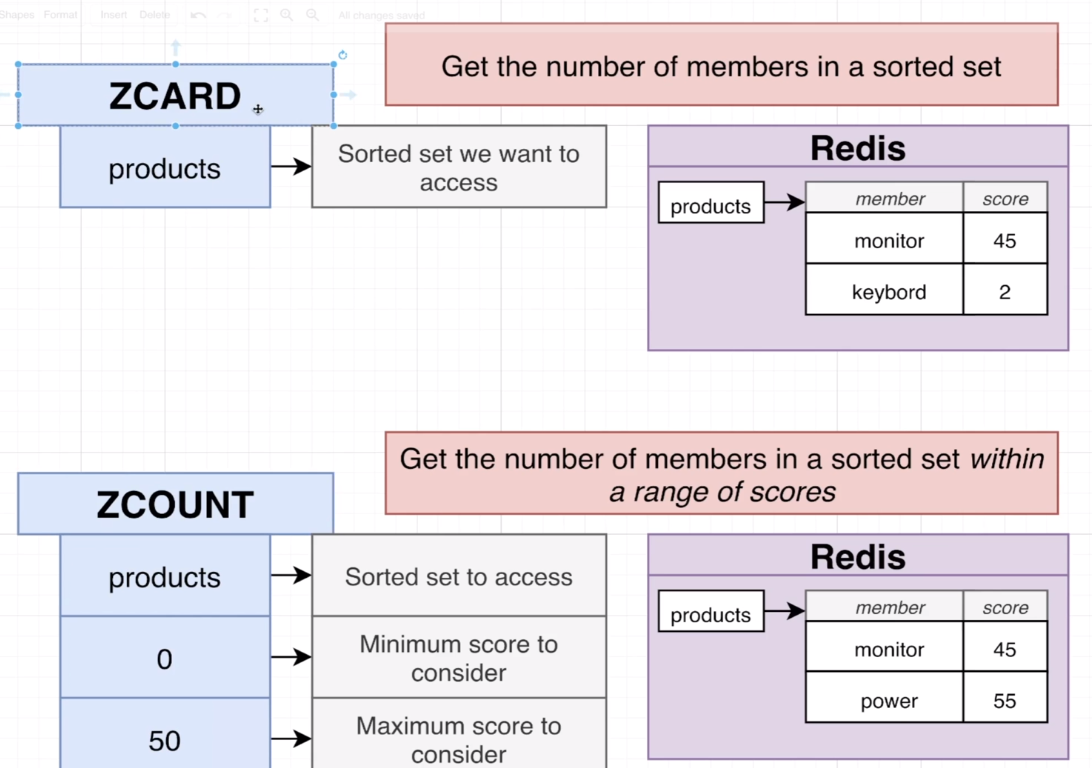 Shapes Format Insert Delete All changes saved
Get the number of members in a sorted set
ZCARD
products
Sorted set we want to
access
Redis
products
member score
monitor 45
keybord 2
Get the number of members in a sorted set within
a range of scores
ZCOUNT
products
Sorted set to access
0
Minimum score to
consider
50
Maximum score to
consider
Redis
products
member score
monitor 45
power 55